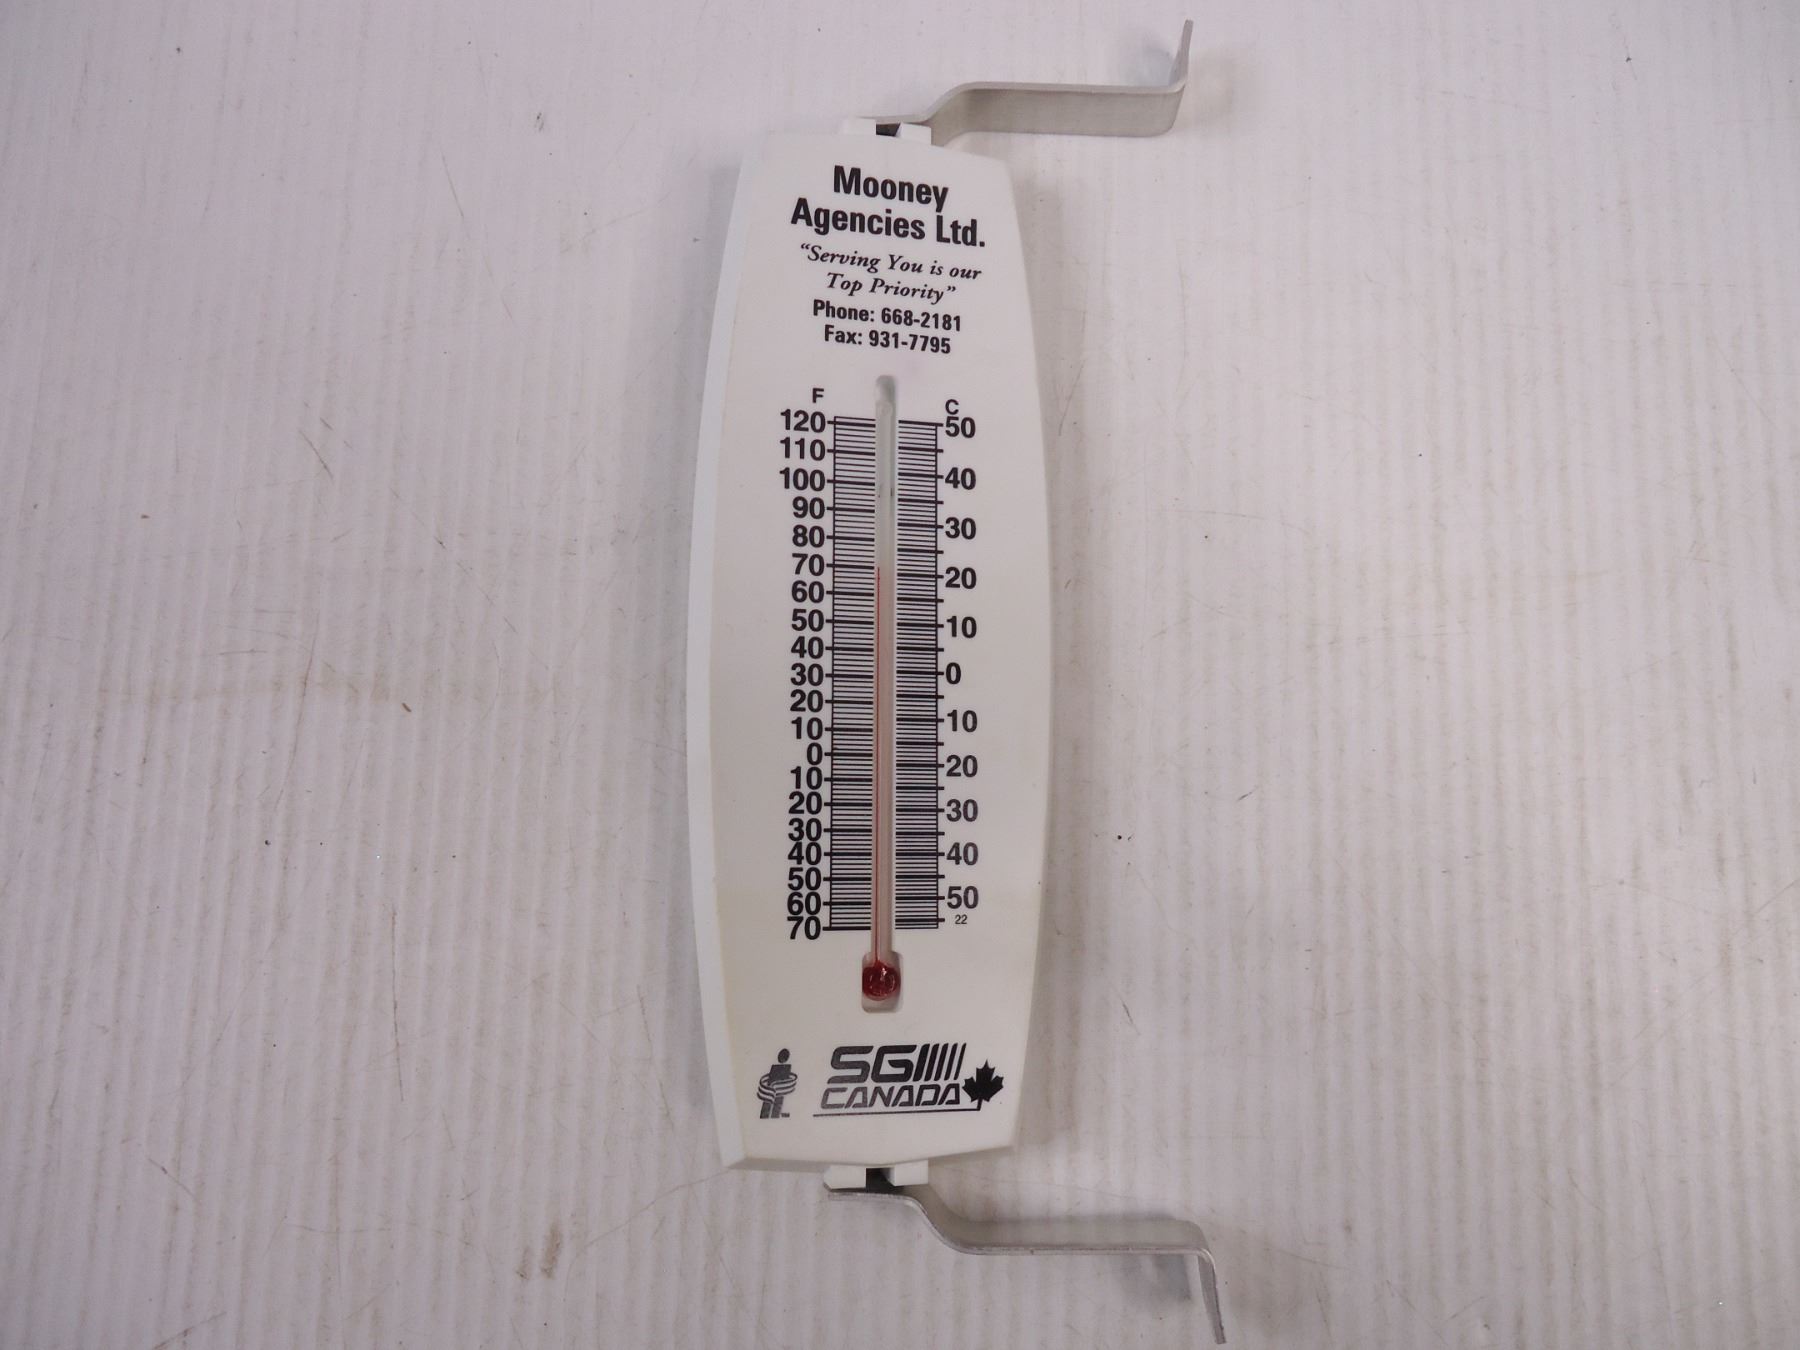 Mooney
Agencies Ltd.
“Serving You is our
Top Priority”
Phone: 668-2181
Fax: 931-7795
F C
120 50
110
100 40
90
80 30
70 20
60
50 10
40
30 0
20
10 10
0
10 20
20
30 30
40 40
50
60 50
70 22
SGI
CANADA